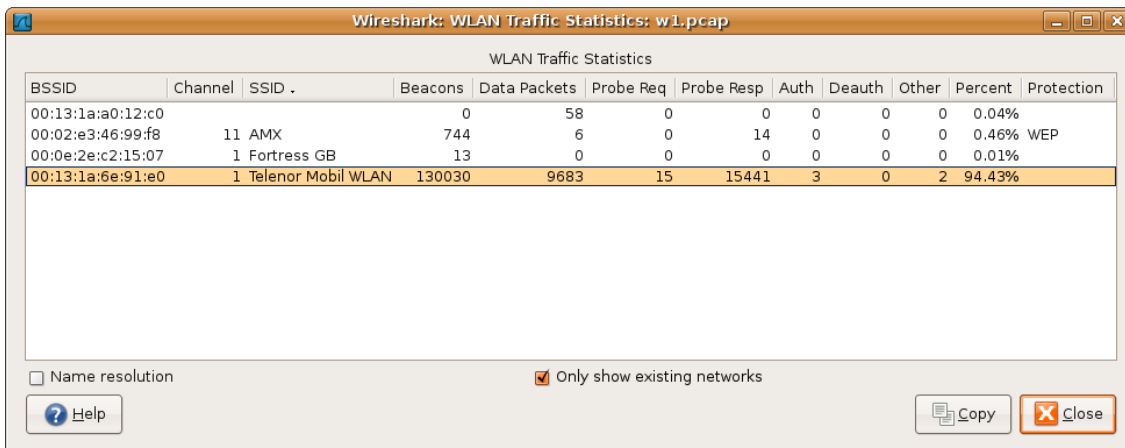 Wireshark: WLAN Traffic Statistics: w1.pcap
WLAN Traffic Statistics
BSSID Channel SSID Beacons Data Packets Probe Req Probe Resp Auth Deauth Other Percent Protection
00:13:1a:a0:12:c0 0 58 0 0 0 0 0 0.04%
00:02:e3:46:99:f8 11 AMX 744 6 0 14 0 0 0 0.46% WEP
00:0e:2e:c2:15:07 1 Fortress GB 13 0 0 0 0 0 0 0.01%
00:13:1a:6e:91:e0 1 Telenor Mobil WLAN 130030 9683 15 15441 3 0 2 94.43%
Name resolution Only show existing networks
Help Copy Close